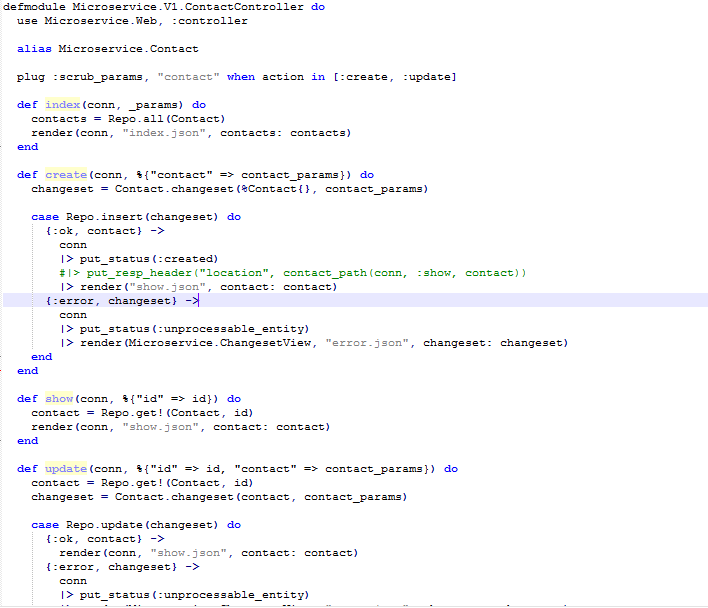 defmodule Microservice.V1.ContactController do
  use Microservice.Web, :controller

  alias Microservice.Contact

  plug :scrub_params, "contact" when action in [:create, :update]

  def index(conn, _params) do
    contacts = Repo.all(Contact)
    render(conn, "index.json", contacts: contacts)
  end

  def create(conn, %{"contact" => contact_params}) do
    changeset = Contact.changeset(%Contact{}, contact_params)

    case Repo.insert(changeset) do
      {:ok, contact} ->
        conn
        |> put_status(:created)
        #|> put_resp_header("location", contact_path(conn, :show, contact))
        |> render("show.json", contact: contact)
      {:error, changeset} ->
        conn
        |> put_status(:unprocessable_entity)
        |> render(Microservice.ChangesetView, "error.json", changeset: changeset)
    end
  end

  def show(conn, %{"id" => id}) do
    contact = Repo.get!(Contact, id)
    render(conn, "show.json", contact: contact)
  end

  def update(conn, %{"id" => id, "contact" => contact_params}) do
    contact = Repo.get!(Contact, id)
    changeset = Contact.changeset(contact, contact_params)

    case Repo.update(changeset) do
      {:ok, contact} ->
        render(conn, "show.json", contact: contact)
      {:error, changeset} ->
        conn
        |> put_status(:unprocessable_entity)